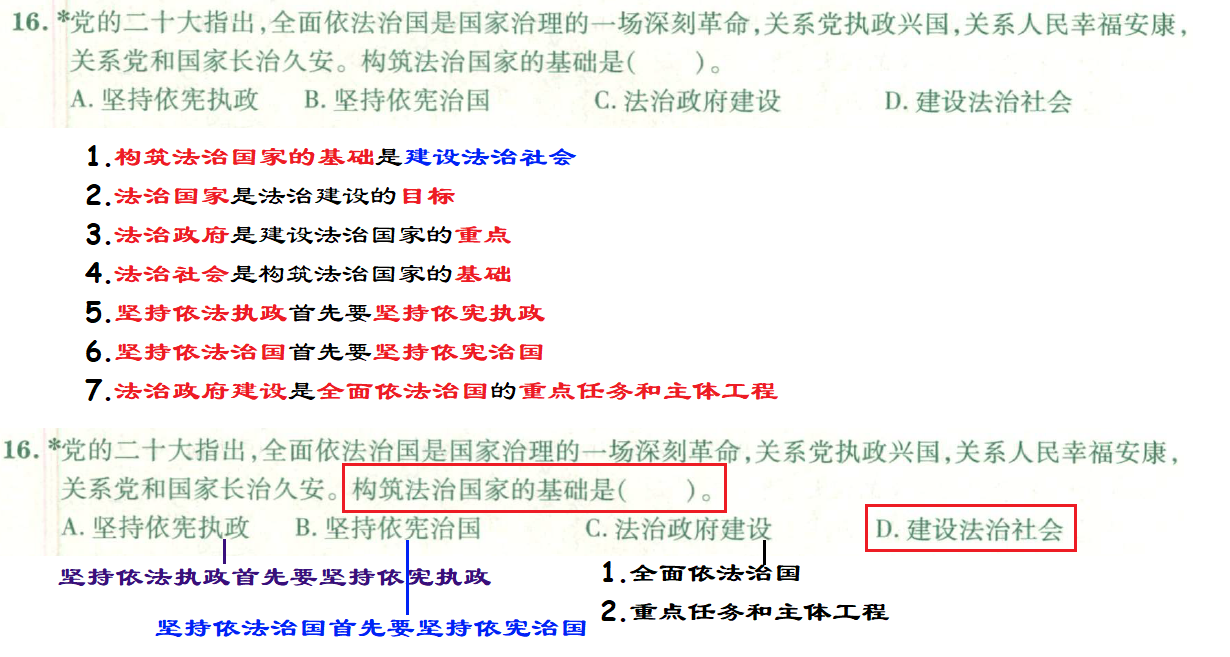 16. *党的二十大指出,全面依法治国是国家治理的一场深刻革命,关系党执政兴国,关系人民幸福安康,
关系党和国家长治久安。构筑法治国家的基础是(    )。
A. 坚持依宪执政 B. 坚持依宪治国 C. 法治政府建设 D. 建设法治社会
1.构筑法治国家的基础是建设法治社会
2.法治国家是法治建设的目标
3.法治政府是建设法治国家的重点
4.法治社会是构筑法治国家的基础
5.坚持依法执政首先要坚持依宪执政
6.坚持依法治国首先要坚持依宪治国
7.法治政府建设是全面依法治国的重点任务和主体工程
16. *党的二十大指出,全面依法治国是国家治理的一场深刻革命,关系党执政兴国,关系人民幸福安康,
关系党和国家长治久安。构筑法治国家的基础是(    )。
A. 坚持依宪执政 B. 坚持依宪治国 C. 法治政府建设 D. 建设法治社会
坚持依法执政首先要坚持依宪执政
1.全面依法治国
2.重点任务和主体工程
坚持依法治国首先要坚持依宪治国